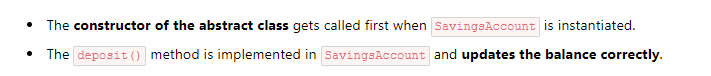 • The constructor of the abstract class gets called first when SavingsAccount is instantiated.
• The deposit() method is implemented in SavingsAccount and updates the balance correctly.